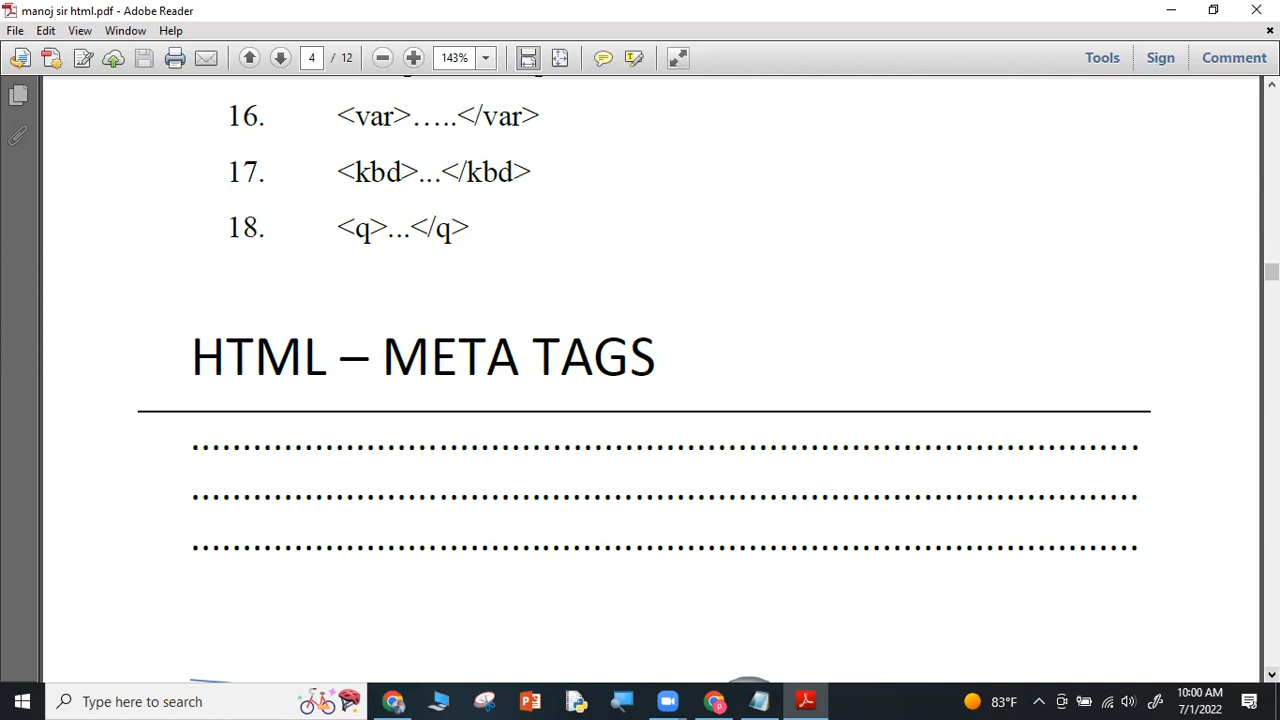 manoj sir html.pdf - Adobe Reader
File Edit View Window Help
4 / 12 143% Tools Sign Comment
16. <var>…..</var>
17. <kbd>...</kbd>
18. <q>...</q>
HTML – META TAGS
............................................................................................
............................................................................................
............................................................................................
Type here to search
83°F
10:00 AM
7/1/2022